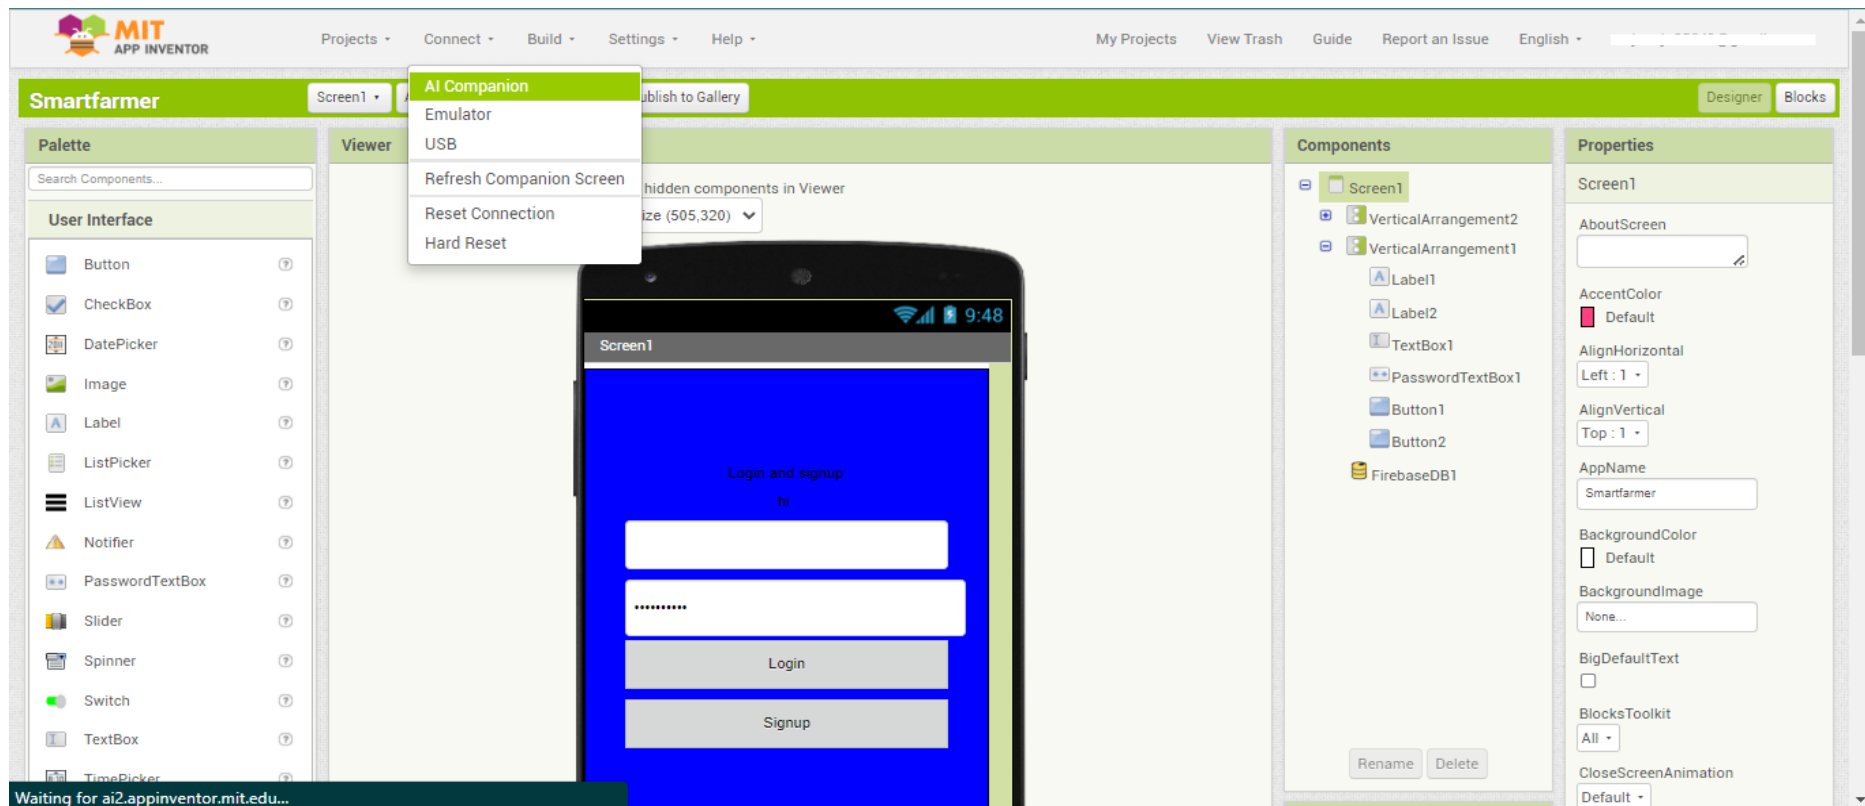 MIT
APP INVENTOR
Projects
Connect
Build
Settings
Help
My Projects
View Trash
Guide
Report an Issue
English
Smartfarmer
Screen1
ublish to Gallery
Designer
Blocks
AI Companion
Emulator
USB
Refresh Companion Screen
Reset Connection
Hard Reset
Palette
Search Components...
User Interface
Button
CheckBox
DatePicker
Image
Label
ListPicker
ListView
Notifier
PasswordTextBox
Slider
Spinner
Switch
TextBox
TimePicker
Viewer
hidden components in Viewer
ize (505,320)
9:48
Screen1
Login and signup
hi
••••••••••
Login
Signup
Components
Screen1
VerticalArrangement2
VerticalArrangement1
Label1
Label2
TextBox1
PasswordTextBox1
Button1
Button2
FirebaseDB1
Rename
Delete
Properties
Screen1
AboutScreen
AccentColor
Default
AlignHorizontal
Left : 1
AlignVertical
Top : 1
AppName
Smartfarmer
BackgroundColor
Default
BackgroundImage
None...
BigDefaultText
BlocksToolkit
All
CloseScreenAnimation
Default
Waiting for ai2.appinventor.mit.edu...